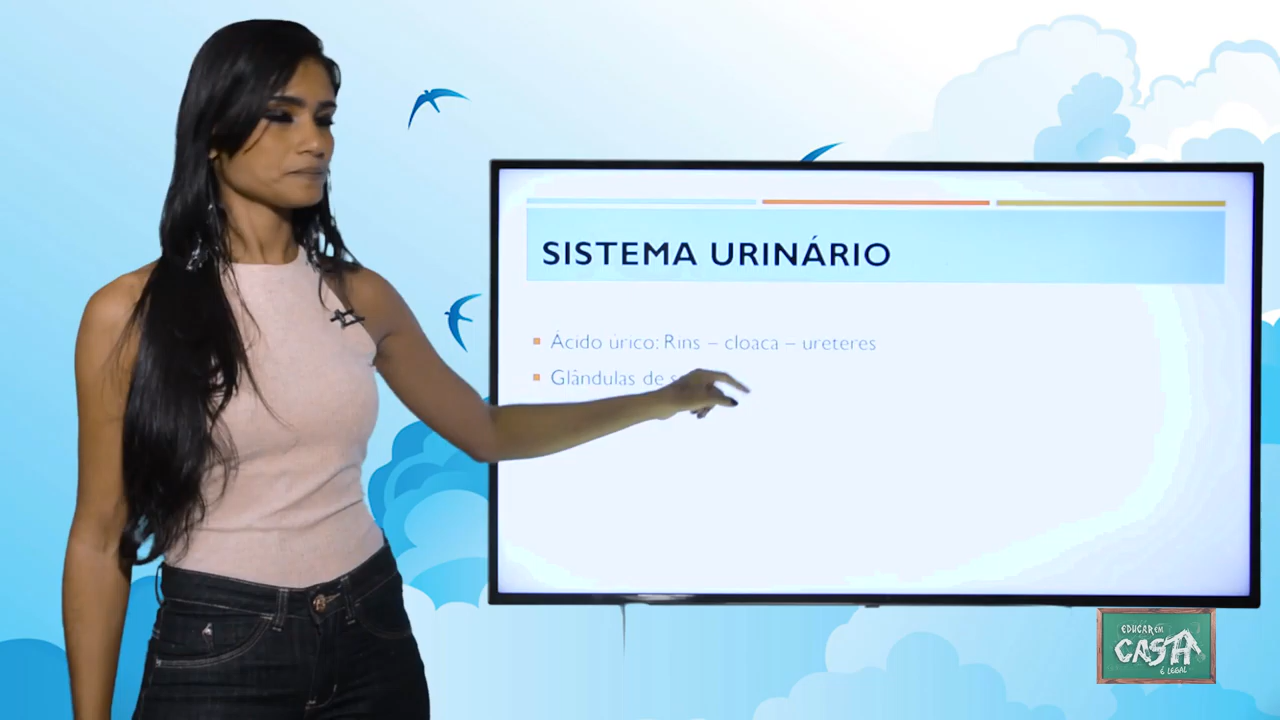 SISTEMA URINÁRIO
Ácido úrico: Rins – cloaca – ureteres
Glândulas de
EDUCAR EM
CASA
É LEGAL